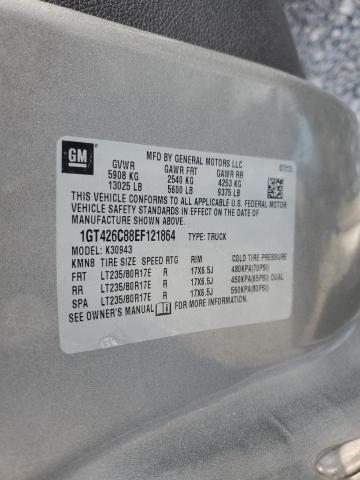 GM
MFD BY GENERAL MOTORS LLC 07/13
GVWR GAWR FRT GAWR RR
5908 KG 2540 KG 4253 KG
13025 LB 5600 LB 9375 LB
THIS VEHICLE CONFORMS TO ALL APPLICABLE U.S. FEDERAL MOTOR VEHICLE SAFETY STANDARDS IN EFFECT ON THE DATE OF
MANUFACTURE SHOWN ABOVE.
1GT426C88EF121864 TYPE: TRUCK
MODEL: K30943
KMN8 TIRE SIZE SPEED RTG RIM COLD TIRE PRESSURE
FRT LT235/80R17E R 17X6.5J 480KPA(70PSI)
RR LT235/80R17E R 17X6.5J 450KPA(65PSI) DUAL
SPA LT235/80R17E R 17X6.5J 550KPA(80PSI)
SEE OWNER'S MANUAL FOR MORE INFORMATION.